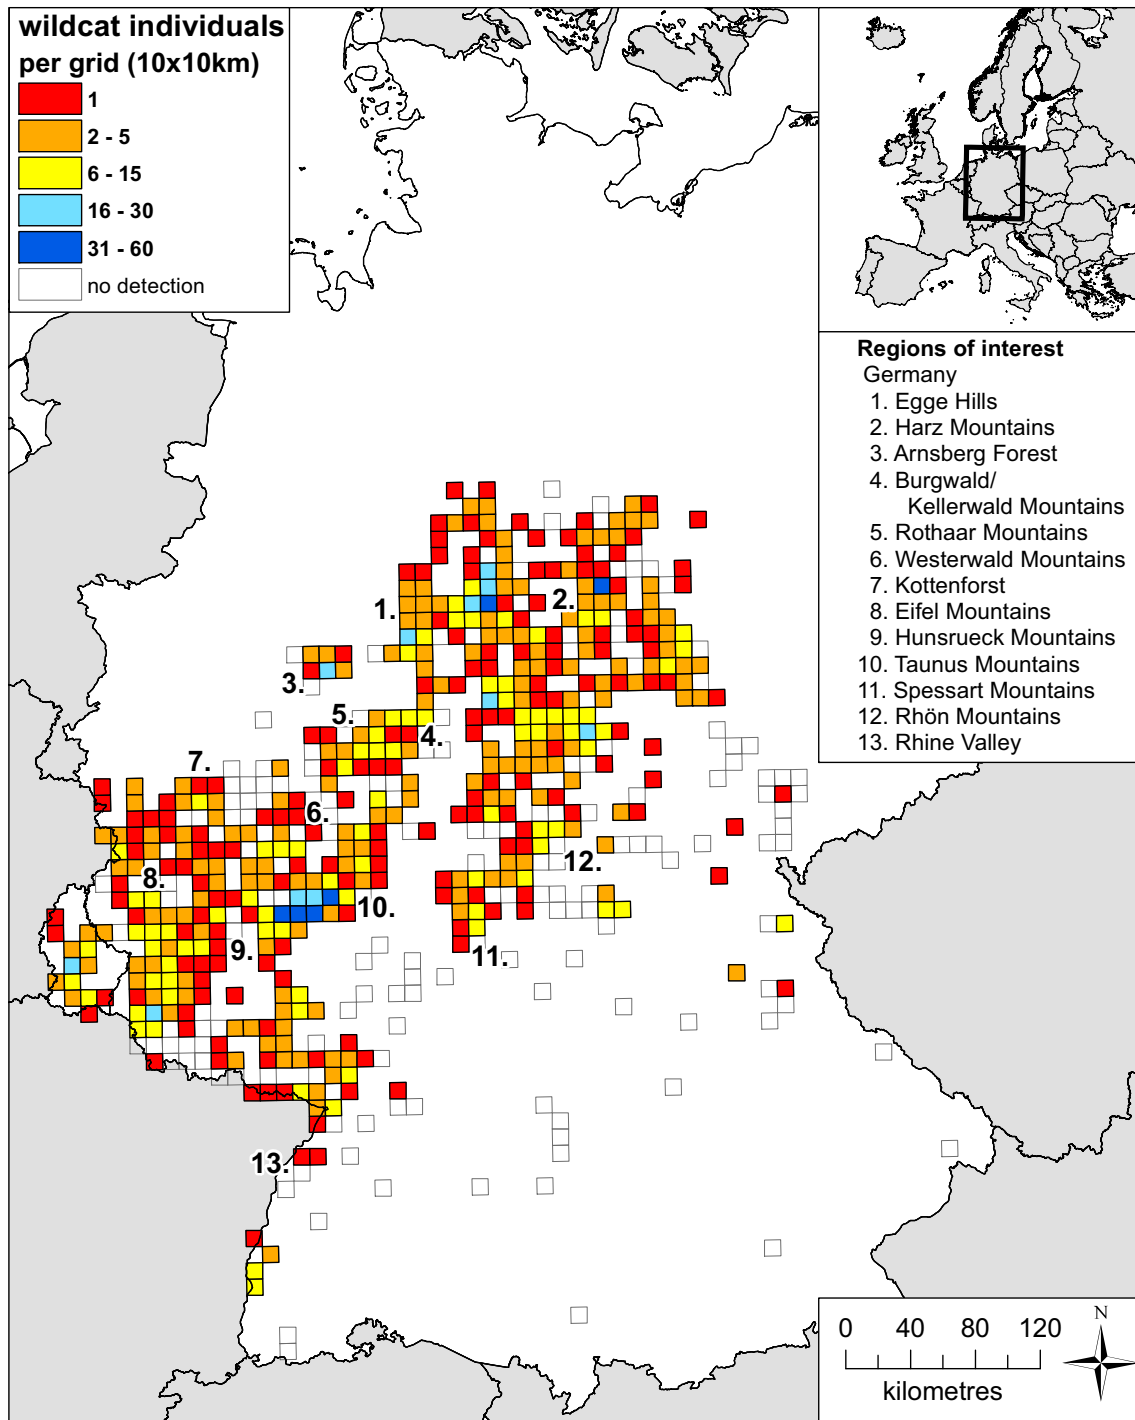 wildcat individuals
per grid (10x10km)
1
2 - 5
6 - 15
16 - 30
31 - 60
no detection
Regions of interest
Germany
1. Egge Hills
2. Harz Mountains
3. Arnsberg Forest
4. Burgwald/
Kellerwald Mountains
5. Rothaar Mountains
6. Westerwald Mountains
7. Kottenforst
8. Eifel Mountains
9. Hunsrueck Mountains
10. Taunus Mountains
11. Spessart Mountains
12. Rhön Mountains
13. Rhine Valley
1.
2.
3.
5.
4.
7.
6.
12.
8.
10.
9.
11.
13.
N
0 40 80 120
kilometres